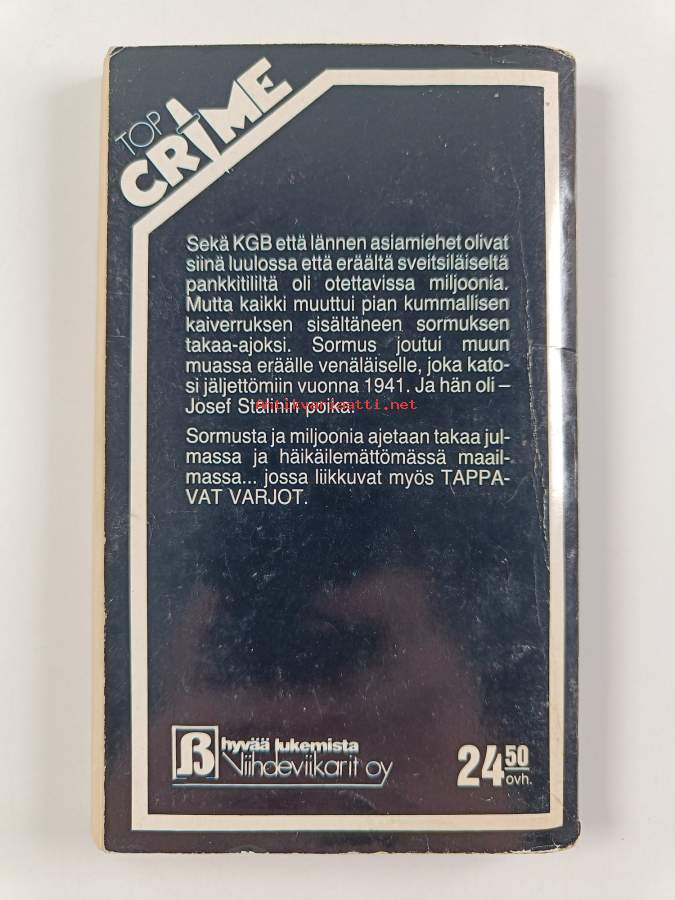 TOP
CRIME
Sekä KGB että lännen asiamiehet olivat
siinä luulossa että eräältä sveitsiläiseltä
pankkitililtä oli otettavissa miljoonia.
Mutta kaikki muuttui pian kummallisen
kaiverruksen sisältäneen sormuksen
takaa-ajoksi. Sormus joutui muun
muassa eräälle venäläiselle, joka kato-
si jäljettömiin vuonna 1941. Ja hän oli –
Josef Stalinin poika.
Antikvariaatti.net
Sormusta ja miljoonia ajetaan takaa jul-
massa ja häikäilemättömässä maail-
massa... jossa liikkuvat myös TAPPA-
VAT VARJOT.
hyvää lukemista
Viihdeviikarit oy
24 50
ovh.